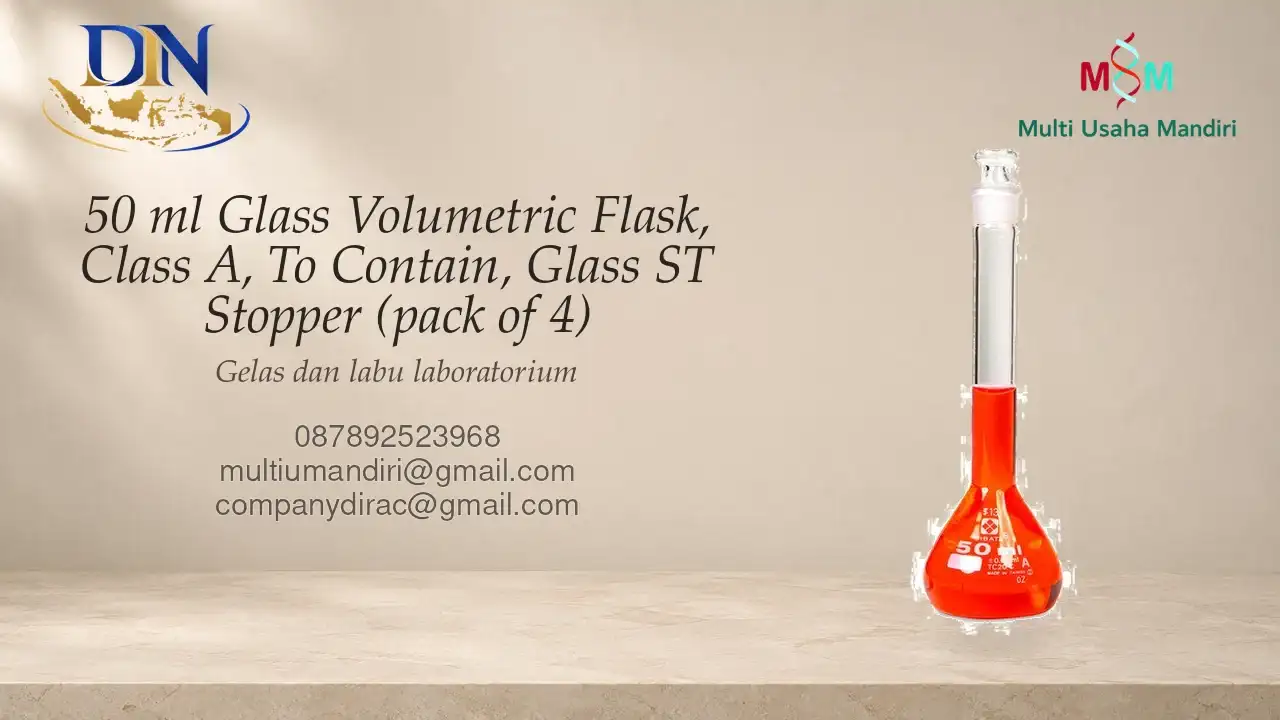 DIN
M M
Multi Usaha Mandiri
50 ml Glass Volumetric Flask,
Class A, To Contain, Glass ST
Stopper (pack of 4)
Gelas dan labu laboratorium
087892523968
multiumandiri@gmail.com
companydirac@gmail.com
50 ml
A